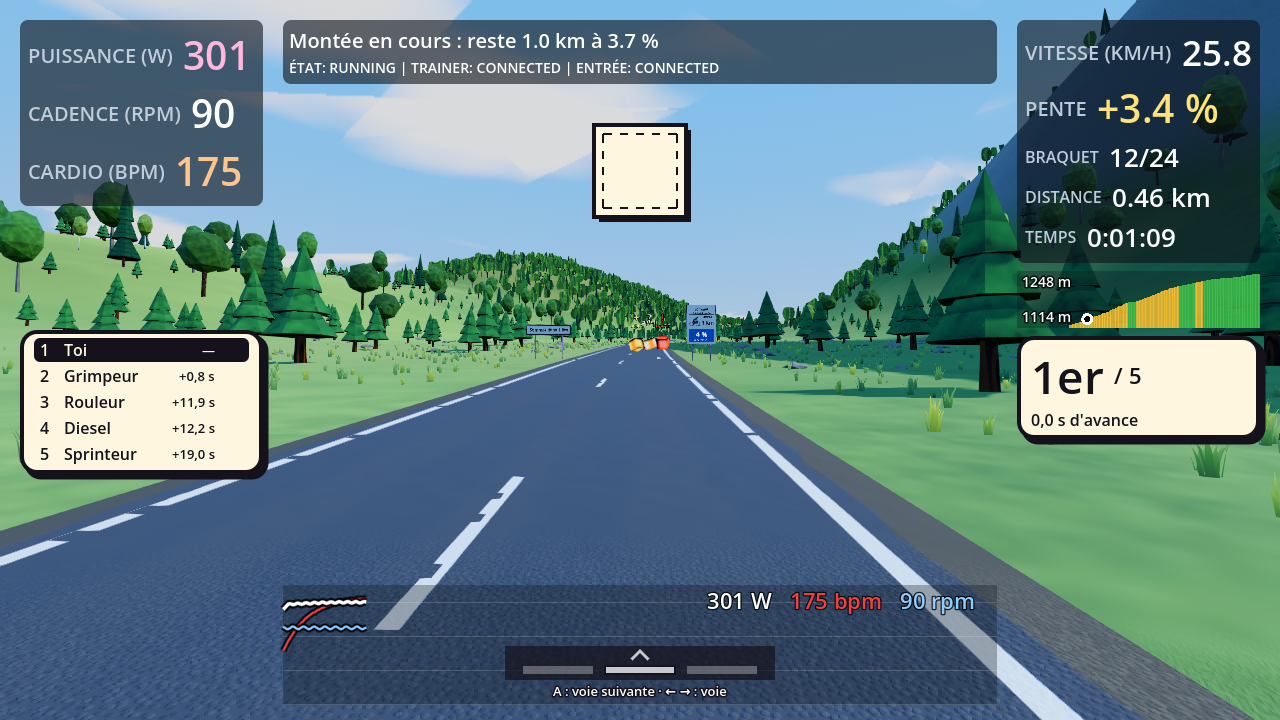 PUISSANCE (W) 301
CADENCE (RPM) 90
CARDIO (BPM) 175
Montée en cours : reste 1.0 km à 3.7 %
ÉTAT: RUNNING | TRAINER: CONNECTED | ENTRÉE: CONNECTED
VITESSE (KM/H) 25.8
PENTE +3.4 %
BRAQUET 12/24
DISTANCE 0.46 km
TEMPS 0:01:09
1248 m
1114 m
4 %
1 Toi —
2 Grimpeur +0,8 s
3 Rouleur +11,9 s
4 Diesel +12,2 s
5 Sprinteur +19,0 s
1er / 5
0,0 s d'avance
301 W 175 bpm 90 rpm
A : voie suivante · ← → : voie